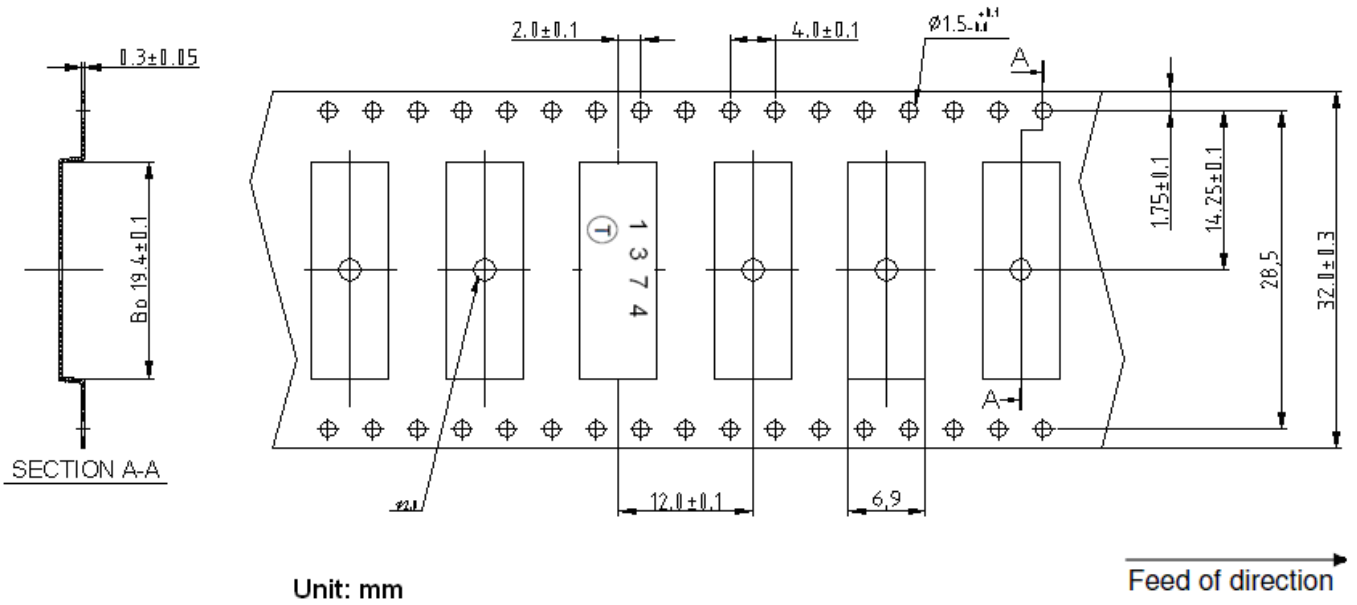 2.0±0.1
4.0±0.1
Ø1.5
0.3±0.05
A
1.75±0.1
14.25±0.1
28,5
32.0±0.3
Bo 19.4±0.1
T
1 3 7 4
A
SECTION A-A
12.0±0.1
6,9
Unit: mm
Feed of direction